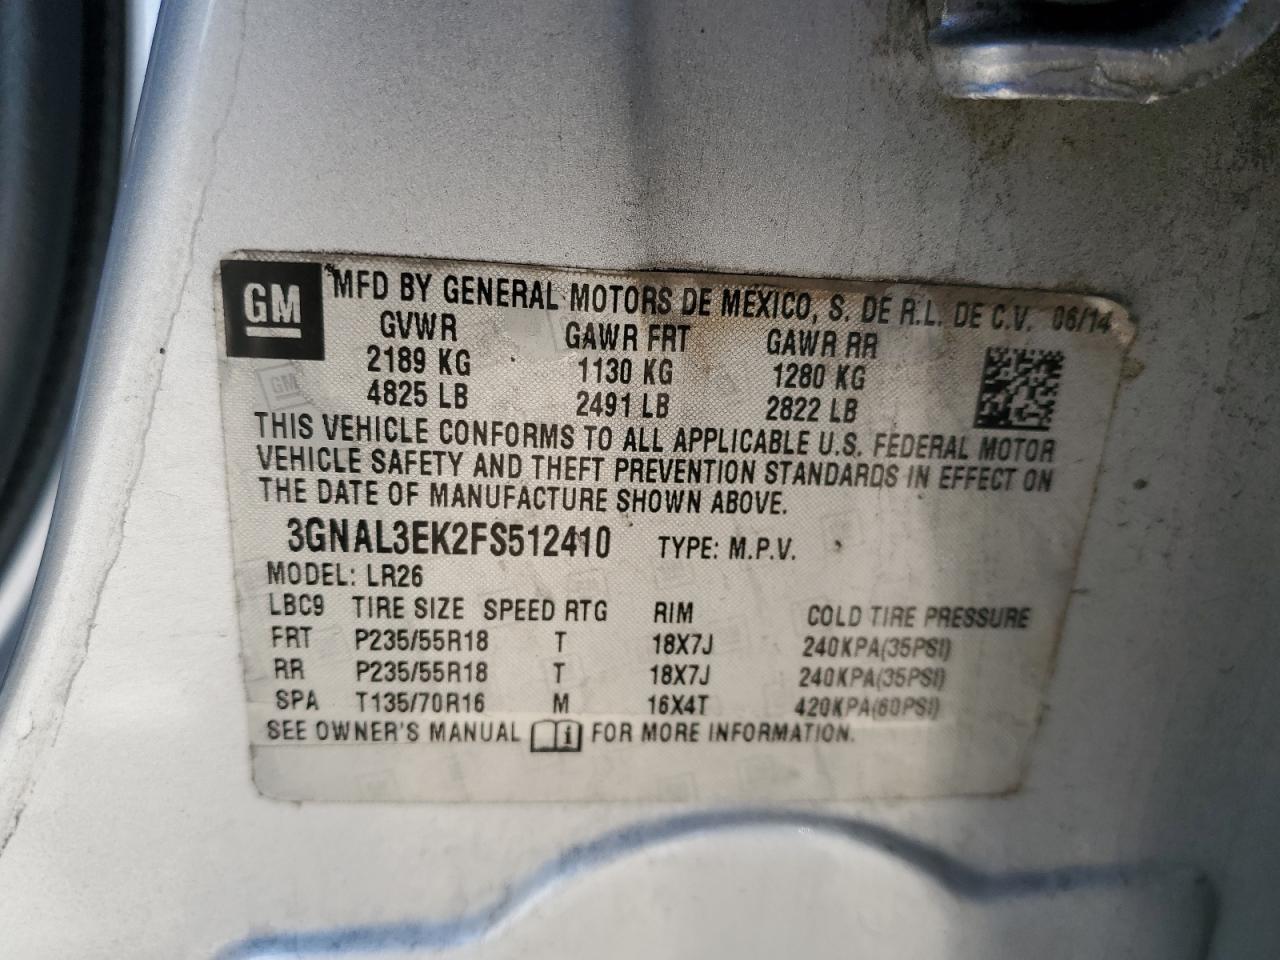 GM
MFD BY GENERAL MOTORS DE MEXICO, S. DE R.L. DE C.V. 06/14
GVWR GAWR FRT GAWR RR
2189 KG 1130 KG 1280 KG
4825 LB 2491 LB 2822 LB
THIS VEHICLE CONFORMS TO ALL APPLICABLE U.S. FEDERAL MOTOR
VEHICLE SAFETY AND THEFT PREVENTION STANDARDS IN EFFECT ON
THE DATE OF MANUFACTURE SHOWN ABOVE.
3GNAL3EK2FS512410 TYPE: M.P.V.
MODEL: LR26
LBC9 TIRE SIZE SPEED RTG RIM COLD TIRE PRESSURE
FRT P235/55R18 T 18X7J 240KPA(35PSI)
RR P235/55R18 T 18X7J 240KPA(35PSI)
SPA T135/70R16 M 16X4T 420KPA(60PSI)
SEE OWNER'S MANUAL FOR MORE INFORMATION.